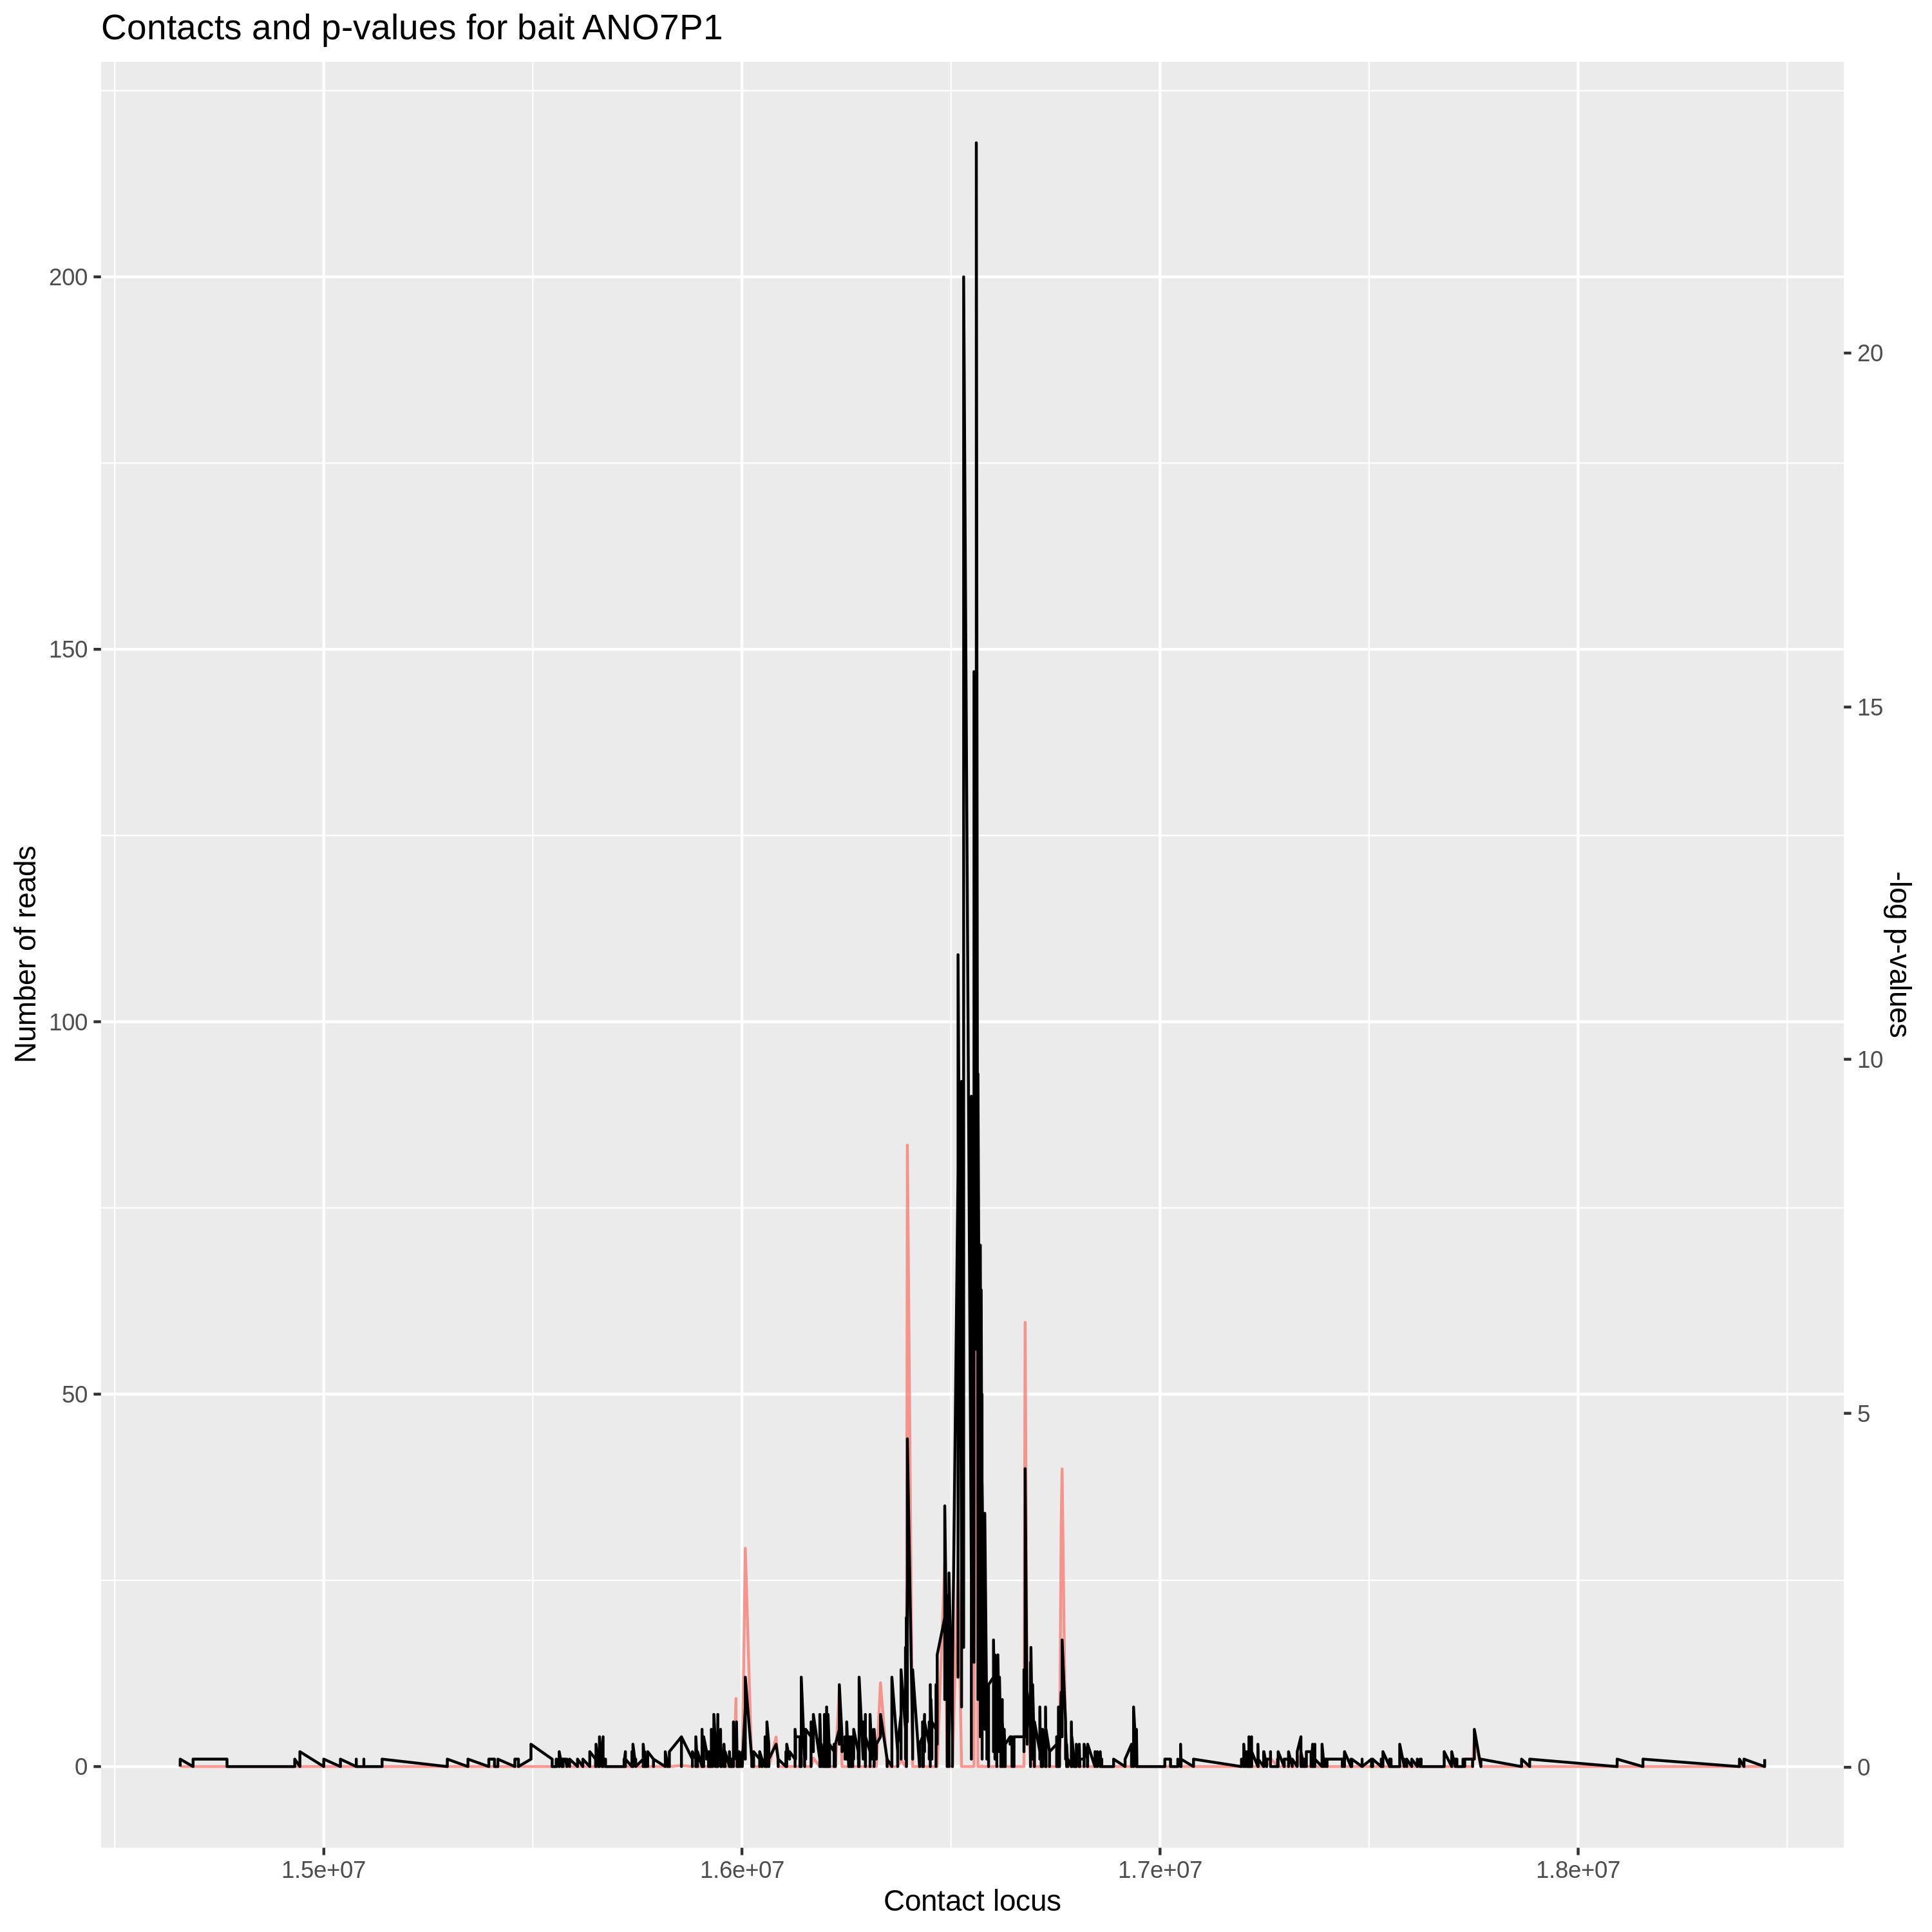 Contacts and p-values for bait ANO7P1
Number of reads
200
150
100
50
0
20
15
10
5
0
-log p-values
1.5e+07
1.6e+07
1.7e+07
1.8e+07
Contact locus